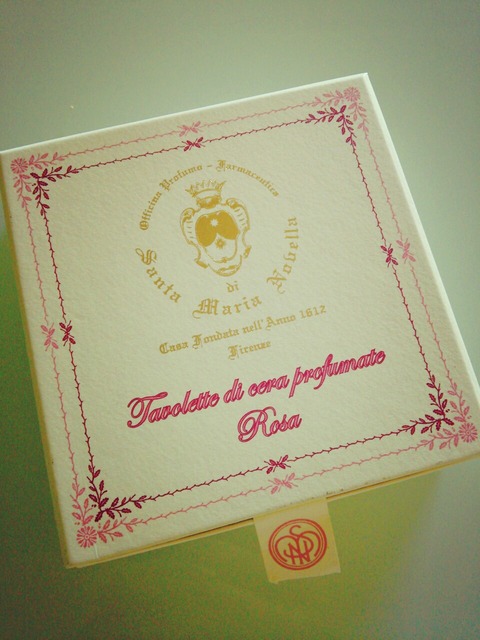 Officina Profumo - Farmaceutica
Santa
di
Maria Novella
Casa Fondata nell'Anno 1612
Firenze
Tavolette di cera profumate
Rosa